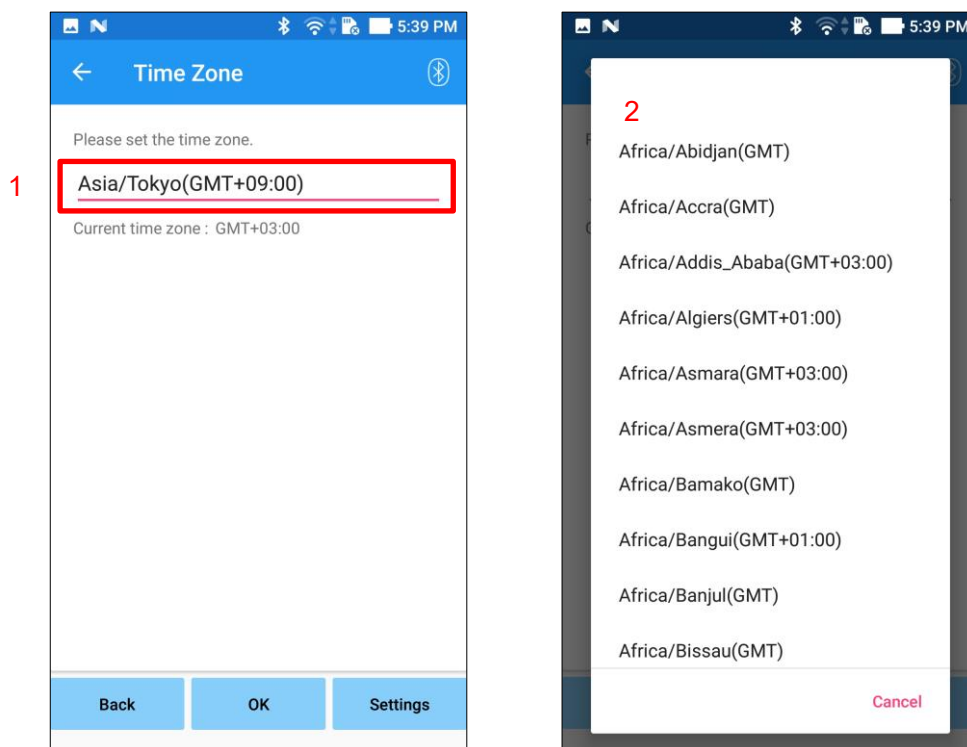 5:39 PM
Time Zone
Please set the time zone.
1
Asia/Tokyo(GMT+09:00)
Current time zone : GMT+03:00
Back
OK
Settings
5:39 PM
2
Africa/Abidjan(GMT)
Africa/Accra(GMT)
Africa/Addis_Ababa(GMT+03:00)
Africa/Algiers(GMT+01:00)
Africa/Asmara(GMT+03:00)
Africa/Asmera(GMT+03:00)
Africa/Bamako(GMT)
Africa/Bangui(GMT+01:00)
Africa/Banjul(GMT)
Africa/Bissau(GMT)
Cancel